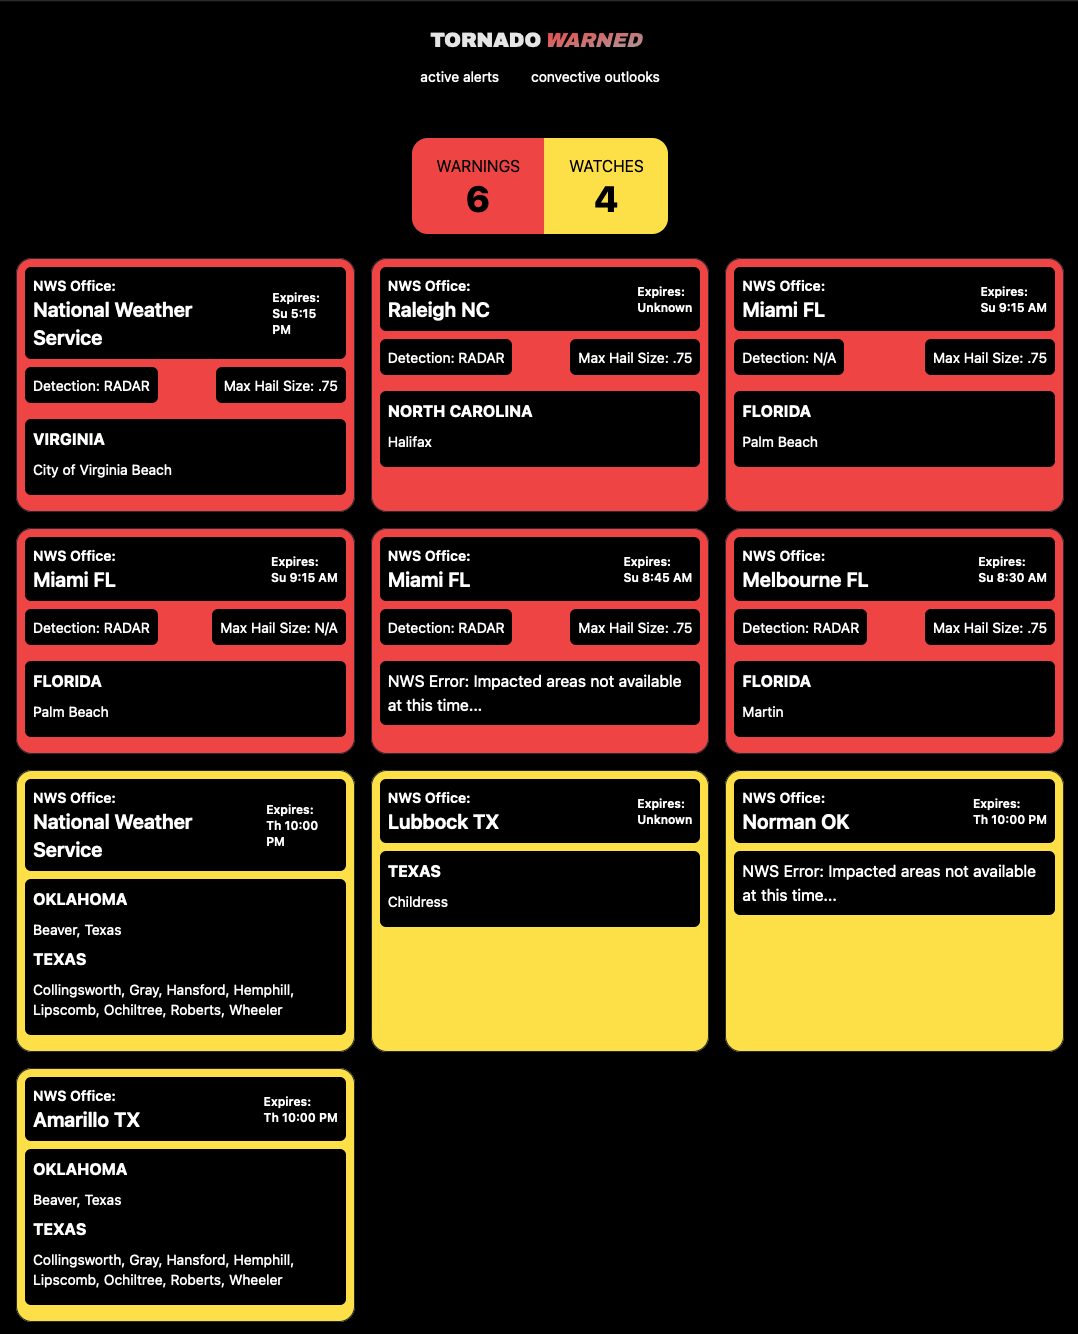 TORNADO WARNED
active alerts convective outlooks
WARNINGS
6
WATCHES
4
NWS Office:
National Weather
Service
Expires:
Su 5:15
PM
Detection: RADAR
Max Hail Size: .75
VIRGINIA
City of Virginia Beach
NWS Office:
Raleigh NC
Expires:
Unknown
Detection: RADAR
Max Hail Size: .75
NORTH CAROLINA
Halifax
NWS Office:
Miami FL
Expires:
Su 9:15 AM
Detection: N/A
Max Hail Size: .75
FLORIDA
Palm Beach
NWS Office:
Miami FL
Expires:
Su 9:15 AM
Detection: RADAR
Max Hail Size: N/A
FLORIDA
Palm Beach
NWS Office:
Miami FL
Expires:
Su 8:45 AM
Detection: RADAR
Max Hail Size: .75
NWS Error: Impacted areas not available
at this time...
NWS Office:
Melbourne FL
Expires:
Su 8:30 AM
Detection: RADAR
Max Hail Size: .75
FLORIDA
Martin
NWS Office:
National Weather
Service
Expires:
Th 10:00
PM
OKLAHOMA
Beaver, Texas
TEXAS
Collingsworth, Gray, Hansford, Hemphill,
Lipscomb, Ochiltree, Roberts, Wheeler
NWS Office:
Lubbock TX
Expires:
Unknown
TEXAS
Childress
NWS Office:
Norman OK
Expires:
Th 10:00 PM
NWS Error: Impacted areas not available
at this time...
NWS Office:
Amarillo TX
Expires:
Th 10:00 PM
OKLAHOMA
Beaver, Texas
TEXAS
Collingsworth, Gray, Hansford, Hemphill,
Lipscomb, Ochiltree, Roberts, Wheeler